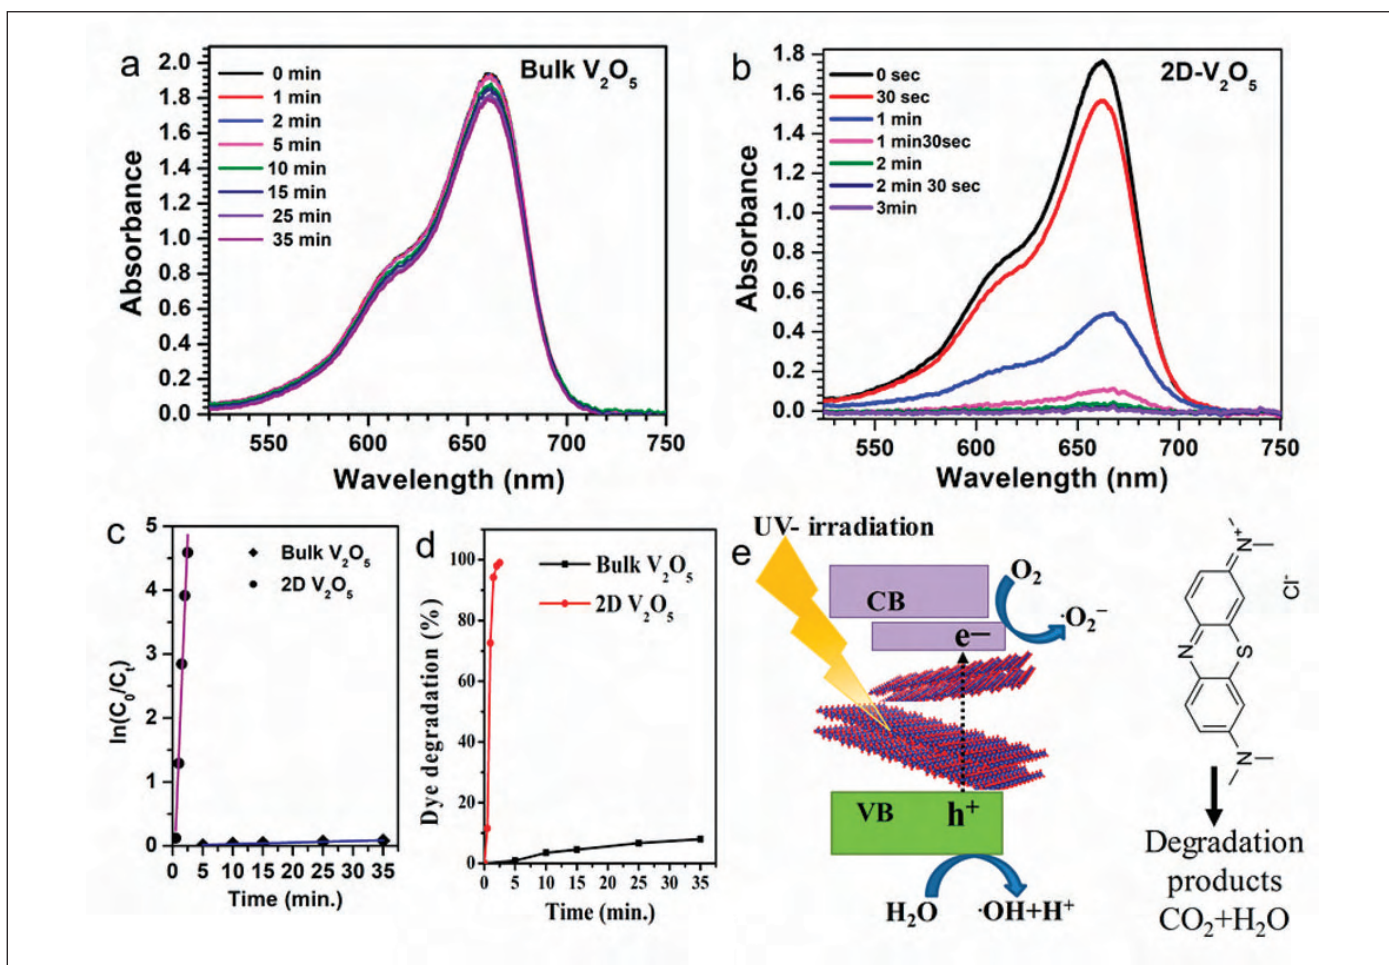 a
Bulk V₂O₅
0 min
1 min
2 min
5 min
10 min
15 min
25 min
35 min
2.0
1.8
1.6
1.4
1.2
1.0
0.8
0.6
0.4
0.2
0.0
Absorbance
550 600 650 700 750
Wavelength (nm)
b
2D-V₂O₅
0 sec
30 sec
1 min
1 min30sec
2 min
2 min 30 sec
3min
1.8
1.6
1.4
1.2
1.0
0.8
0.6
0.4
0.2
0.0
Absorbance
550 600 650 700 750
Wavelength (nm)
c
Bulk V₂O₅
2D V₂O₅
5
4
3
2
1
0
ln(C₀/Cₜ)
0 5 10 15 20 25 30 35
Time (min.)
d
Bulk V₂O₅
2D V₂O₅
100
80
60
40
20
0
Dye degradation (%)
0 5 10 15 20 25 30 35
Time (min.)
e
UV- irradiation
CB
e−
O₂
·O₂⁻
VB
h⁺
H₂O
·OH+H⁺
N⁺
Cl⁻
N
S
N
Degradation
products
CO₂+H₂O